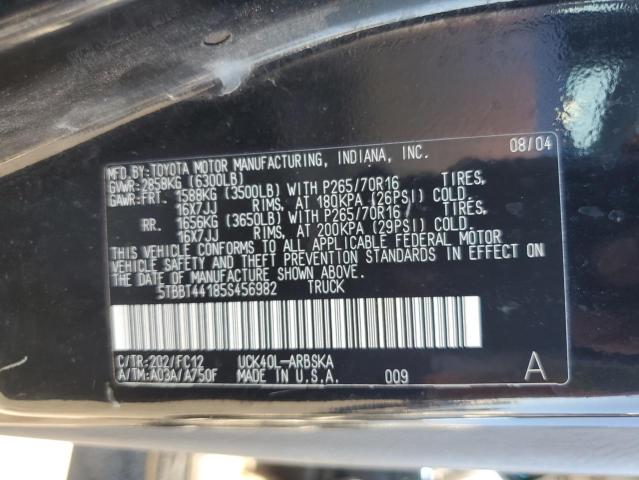 MFD.BY:TOYOTA MOTOR MANUFACTURING, INDIANA, INC. 08/04
GVWR:2858KG (6300LB)
GAWR:FRT. 1588KG (3500LB) WITH P265/70R16 TIRES,
16X7JJ RIMS, AT 180KPA (26PSI) COLD.
RR. 1656KG (3650LB) WITH P265/70R16 TIRES,
16X7JJ RIMS, AT 200KPA (29PSI) COLD.
THIS VEHICLE CONFORMS TO ALL APPLICABLE FEDERAL MOTOR
VEHICLE SAFETY AND THEFT PREVENTION STANDARDS IN EFFECT ON
THE DATE OF MANUFACTURE SHOWN ABOVE.
5TBBT44185S456982 TRUCK
C/TR:202/FC12 UCK40L-ARBSKA
A/TM:A03A/A750F MADE IN U.S.A. 009 A